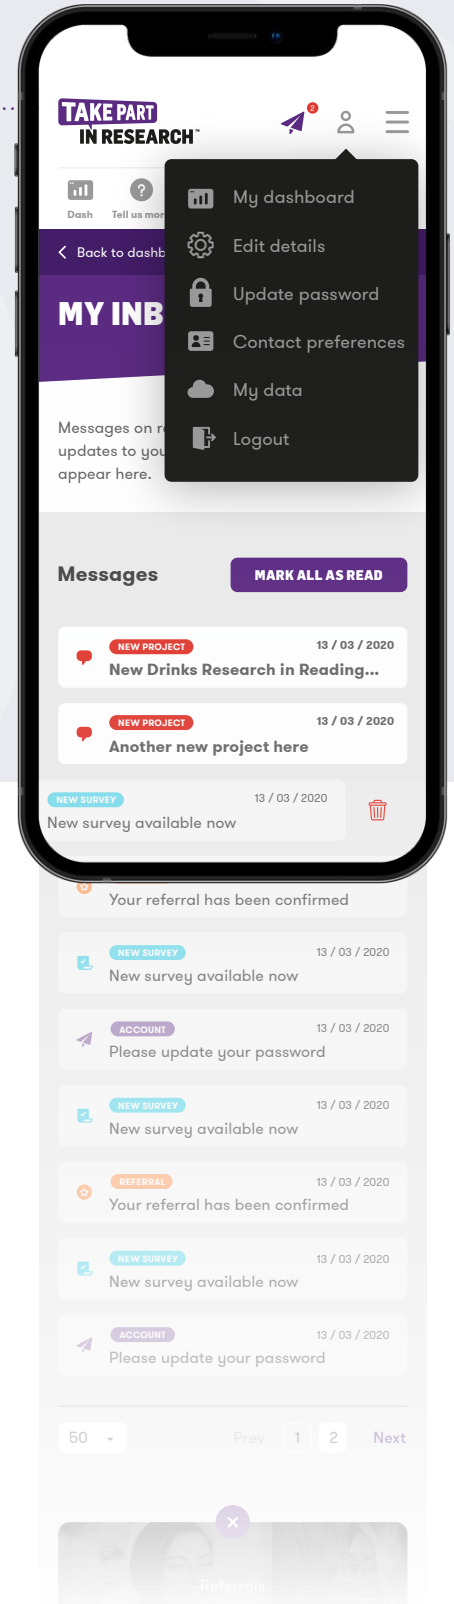 TAKE PART
IN RESEARCH™
2
Dash
Tell us mor
My dashboard
Edit details
Update password
Contact preferences
My data
Logout
Back to dashb
MY INB
Messages on r
updates to you
appear here.
Messages
MARK ALL AS READ
NEW PROJECT
13 / 03 / 2020
New Drinks Research in Reading...
NEW PROJECT
13 / 03 / 2020
Another new project here
NEW SURVEY
13 / 03 / 2020
New survey available now
Your referral has been confirmed
NEW SURVEY
13 / 03 / 2020
New survey available now
ACCOUNT
13 / 03 / 2020
Please update your password
NEW SURVEY
13 / 03 / 2020
New survey available now
REFERRAL
13 / 03 / 2020
Your referral has been confirmed
NEW SURVEY
13 / 03 / 2020
New survey available now
ACCOUNT
13 / 03 / 2020
Please update your password
50
Prev
1
2
Next
Referrals